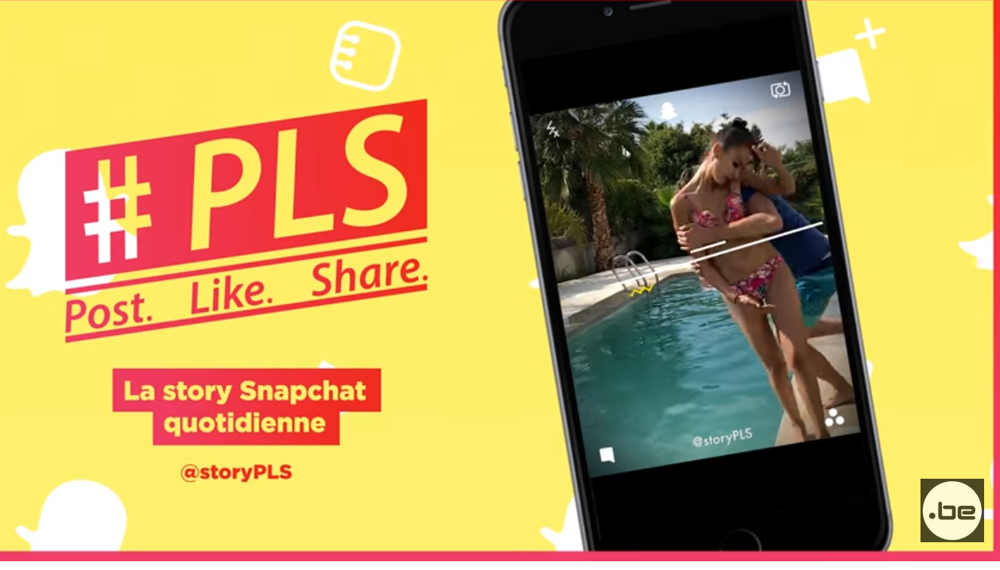 # PLS
Post. Like. Share.
La story Snapchat
quotidienne
@storyPLS
@storyPLS
.be